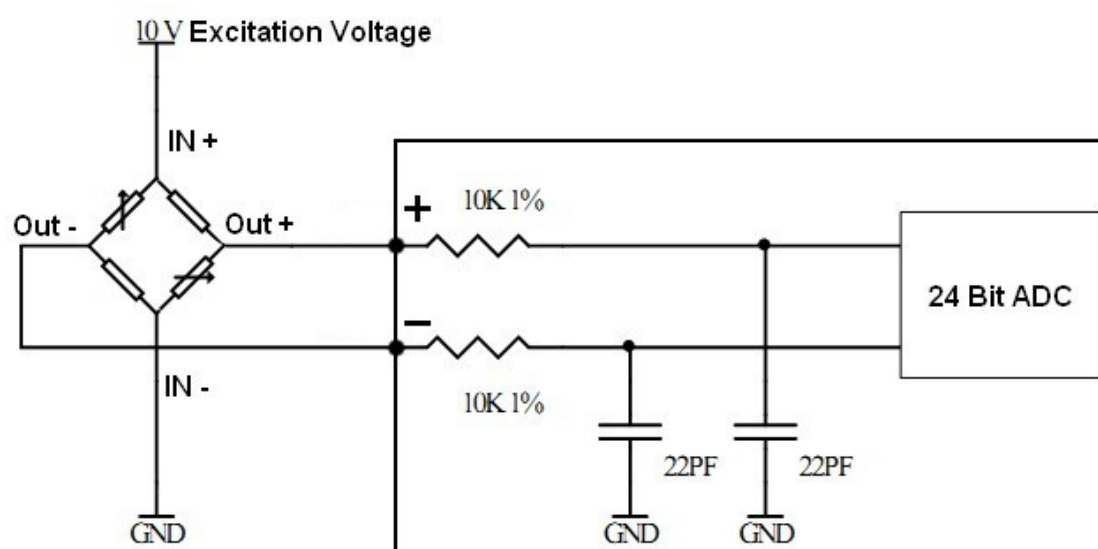 10 V Excitation Voltage
IN +
Out -
Out +
+
10K 1%
24 Bit ADC
−
IN -
10K 1%
22PF
22PF
GND
GND
GND